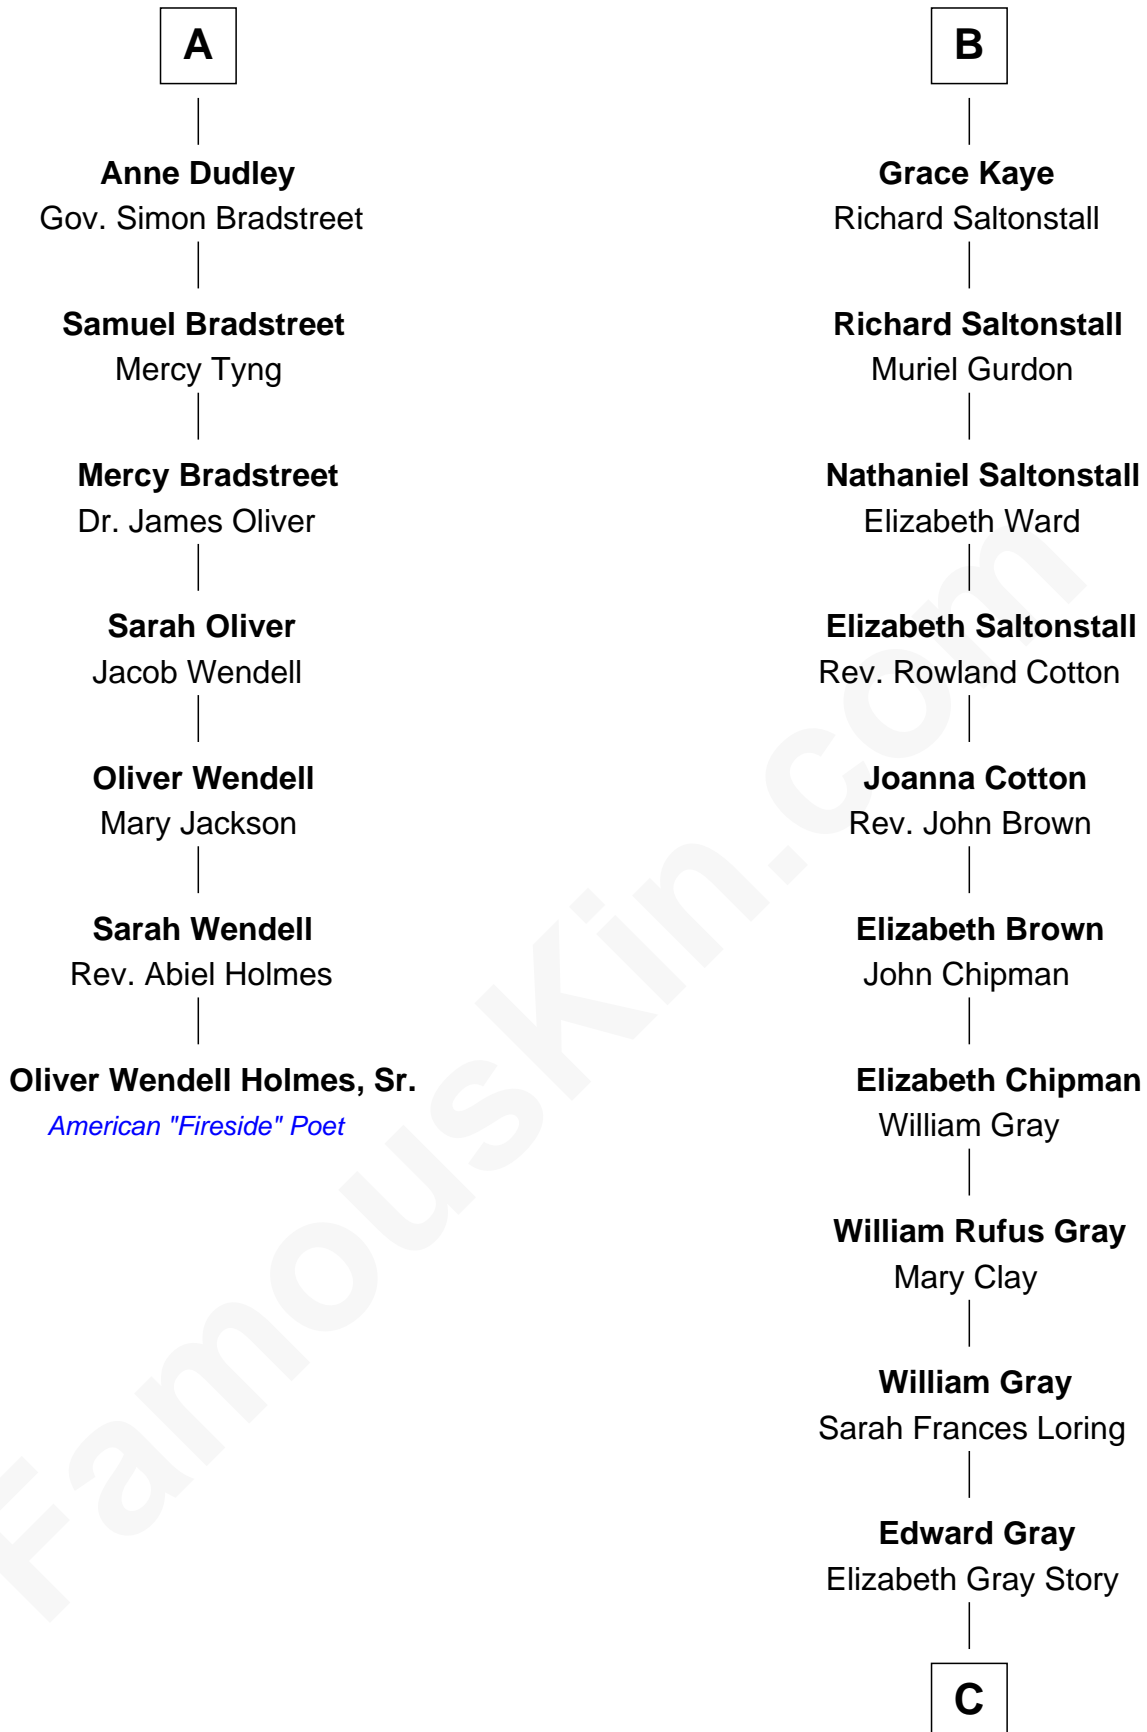 A
Anne Dudley
Gov. Simon Bradstreet
Samuel Bradstreet
Mercy Tyng
Mercy Bradstreet
Dr. James Oliver
Sarah Oliver
Jacob Wendell
Oliver Wendell
Mary Jackson
Sarah Wendell
Rev. Abiel Holmes
Oliver Wendell Holmes, Sr.
American "Fireside" Poet
B
Grace Kaye
Richard Saltonstall
Richard Saltonstall
Muriel Gurdon
Nathaniel Saltonstall
Elizabeth Ward
Elizabeth Saltonstall
Rev. Rowland Cotton
Joanna Cotton
Rev. John Brown
Elizabeth Brown
John Chipman
Elizabeth Chipman
William Gray
William Rufus Gray
Mary Clay
William Gray
Sarah Frances Loring
Edward Gray
Elizabeth Gray Story
C
FamousKin.com